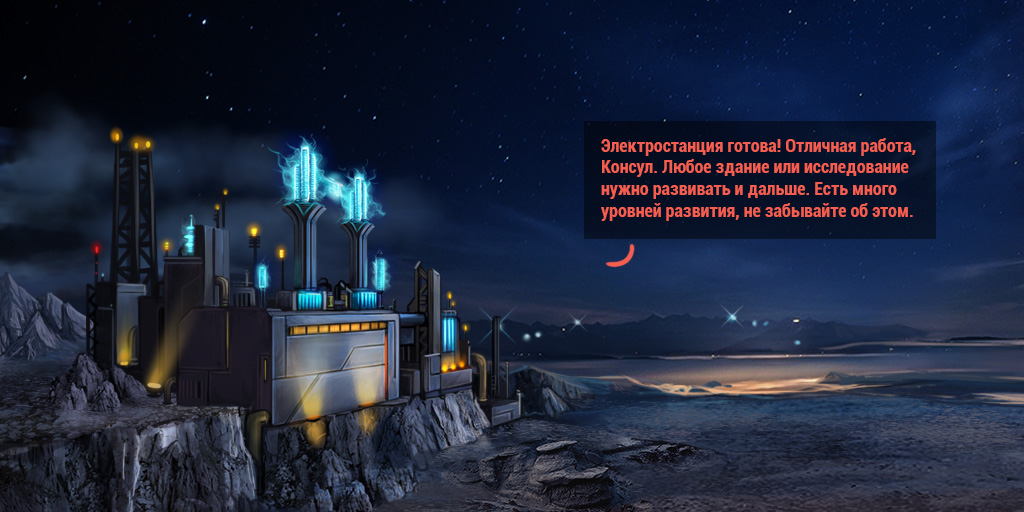 Электростанция готова! Отличная работа,
Консул. Любое здание или исследование
нужно развивать и дальше. Есть много
уровней развития, не забывайте об этом.